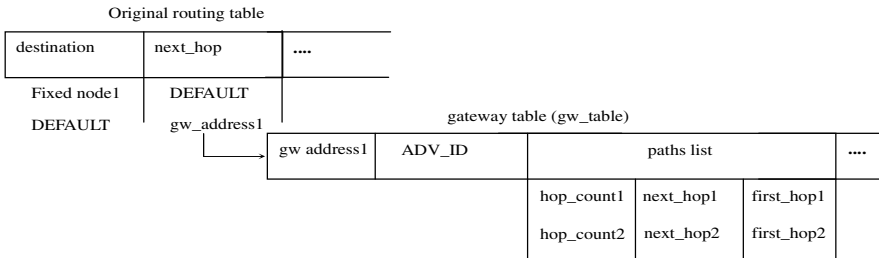 Original routing table
destination next_hop ....
Fixed node1 DEFAULT
DEFAULT gw_address1
gateway table (gw_table)
gw address1 ADV_ID paths list ....
hop_count1 next_hop1 first_hop1
hop_count2 next_hop2 first_hop2